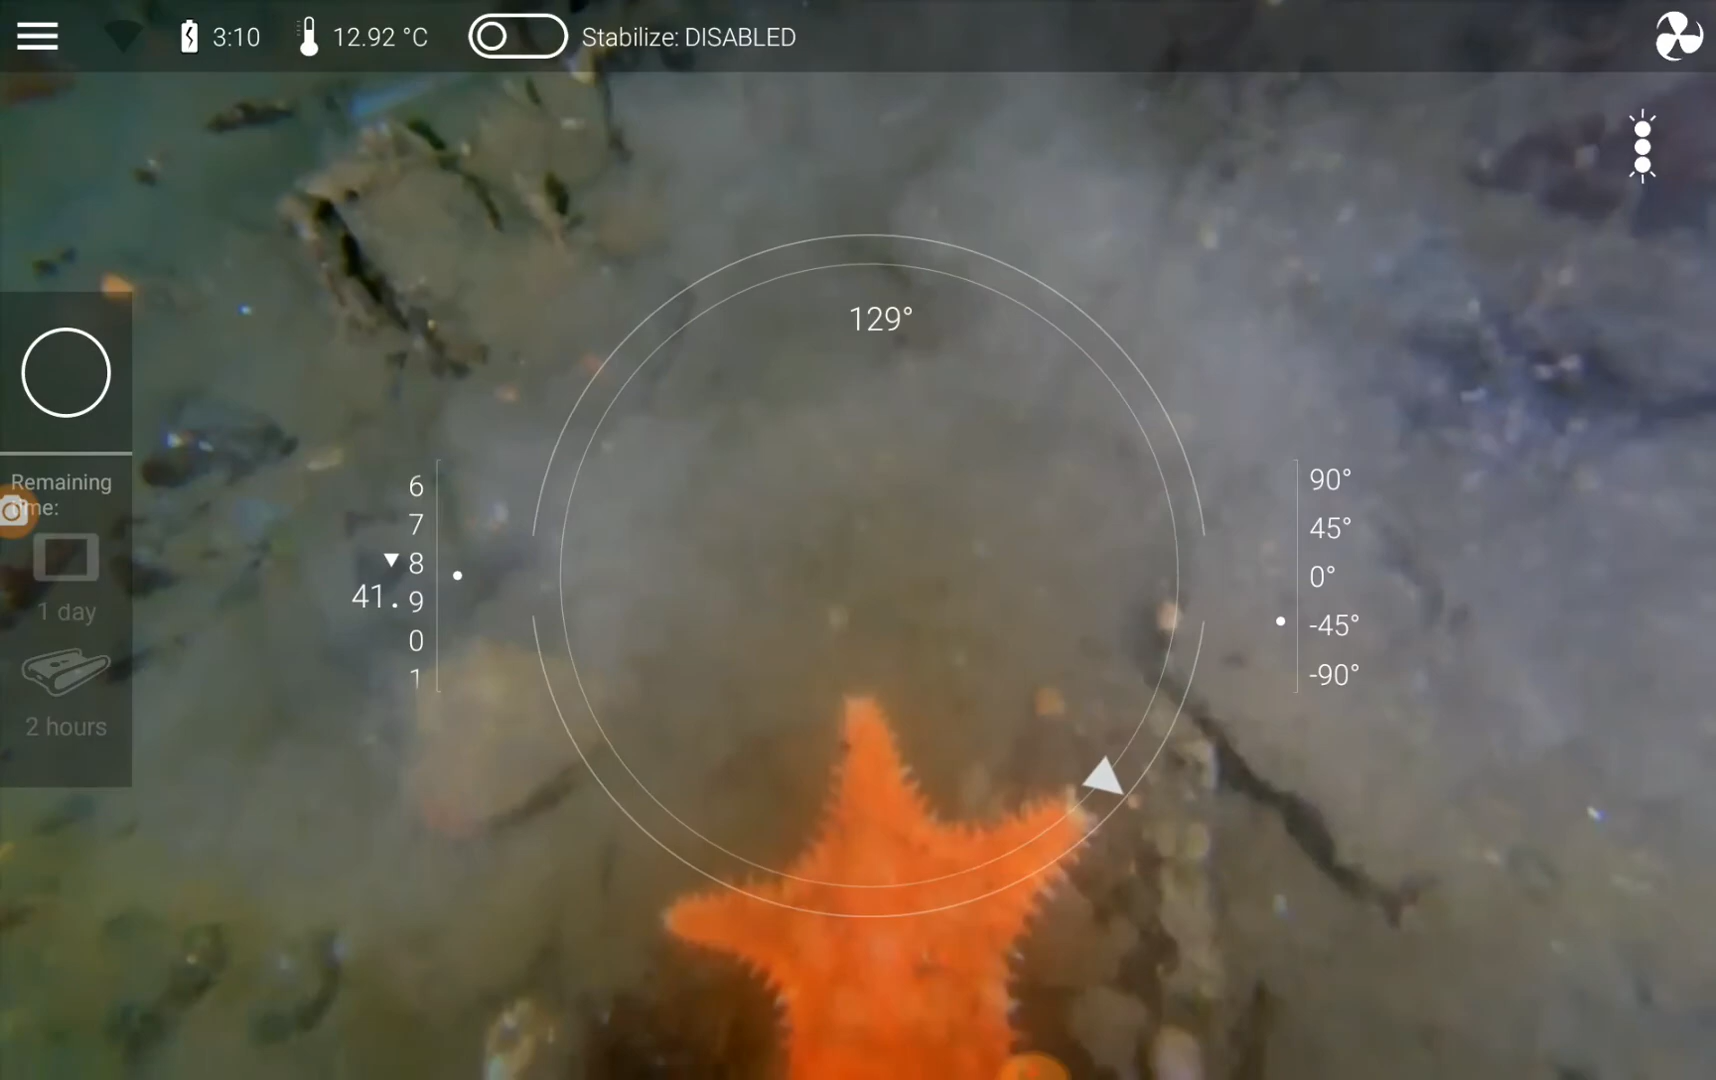 3:10
12.92 °C
Stabilize: DISABLED
129°
Remaining
time:
1 day
2 hours
6
7
8
41.9
0
1
90°
45°
0°
-45°
-90°